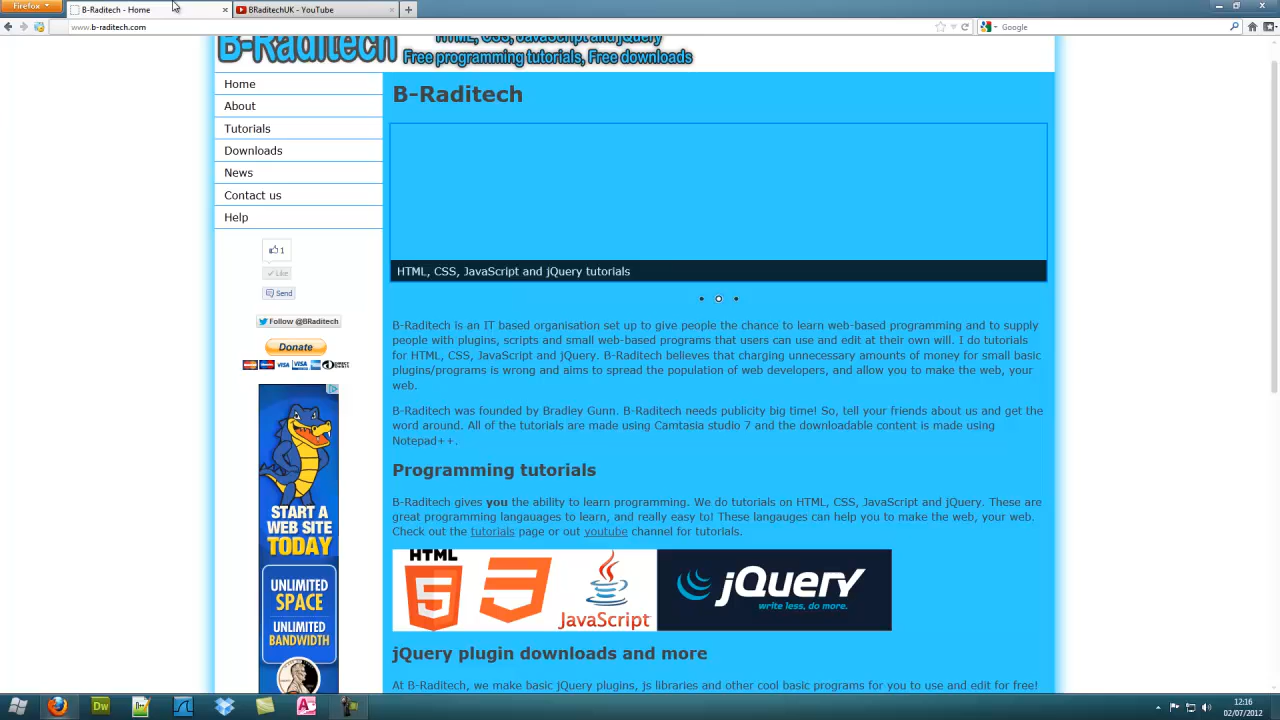 Firefox
B-Raditech - Home
BRaditechUK - YouTube
www.b-raditech.com
Google
B-Raditech
HTML, CSS, JavaScript and jQuery
Free programming tutorials, Free downloads
Home
About
Tutorials
Downloads
News
Contact us
Help
1
Like
Send
Follow @BRaditech
Donate
START A
WEB SITE
TODAY
UNLIMITED
SPACE
UNLIMITED
BANDWIDTH
B-Raditech
HTML, CSS, JavaScript and jQuery tutorials
B-Raditech is an IT based organisation set up to give people the chance to learn web-based programming and to supply
people with plugins, scripts and small web-based programs that users can use and edit at their own will. I do tutorials
for HTML, CSS, JavaScript and jQuery. B-Raditech believes that charging unnecessary amounts of money for small basic
plugins/programs is wrong and aims to spread the population of web developers, and allow you to make the web, your
web.
B-Raditech was founded by Bradley Gunn. B-Raditech needs publicity big time! So, tell your friends about us and get the
word around. All of the tutorials are made using Camtasia studio 7 and the downloadable content is made using
Notepad++.
Programming tutorials
B-Raditech gives you the ability to learn programming. We do tutorials on HTML, CSS, JavaScript and jQuery. These are
great programming langauages to learn, and really easy to! These langauges can help you to make the web, your web.
Check out the tutorials page or out youtube channel for tutorials.
HTML
5
3
JavaScript
jQuery
write less, do more.
jQuery plugin downloads and more
At B-Raditech, we make basic jQuery plugins, js libraries and other cool basic programs for you to use and edit for free!
Dw
12:16
02/07/2012